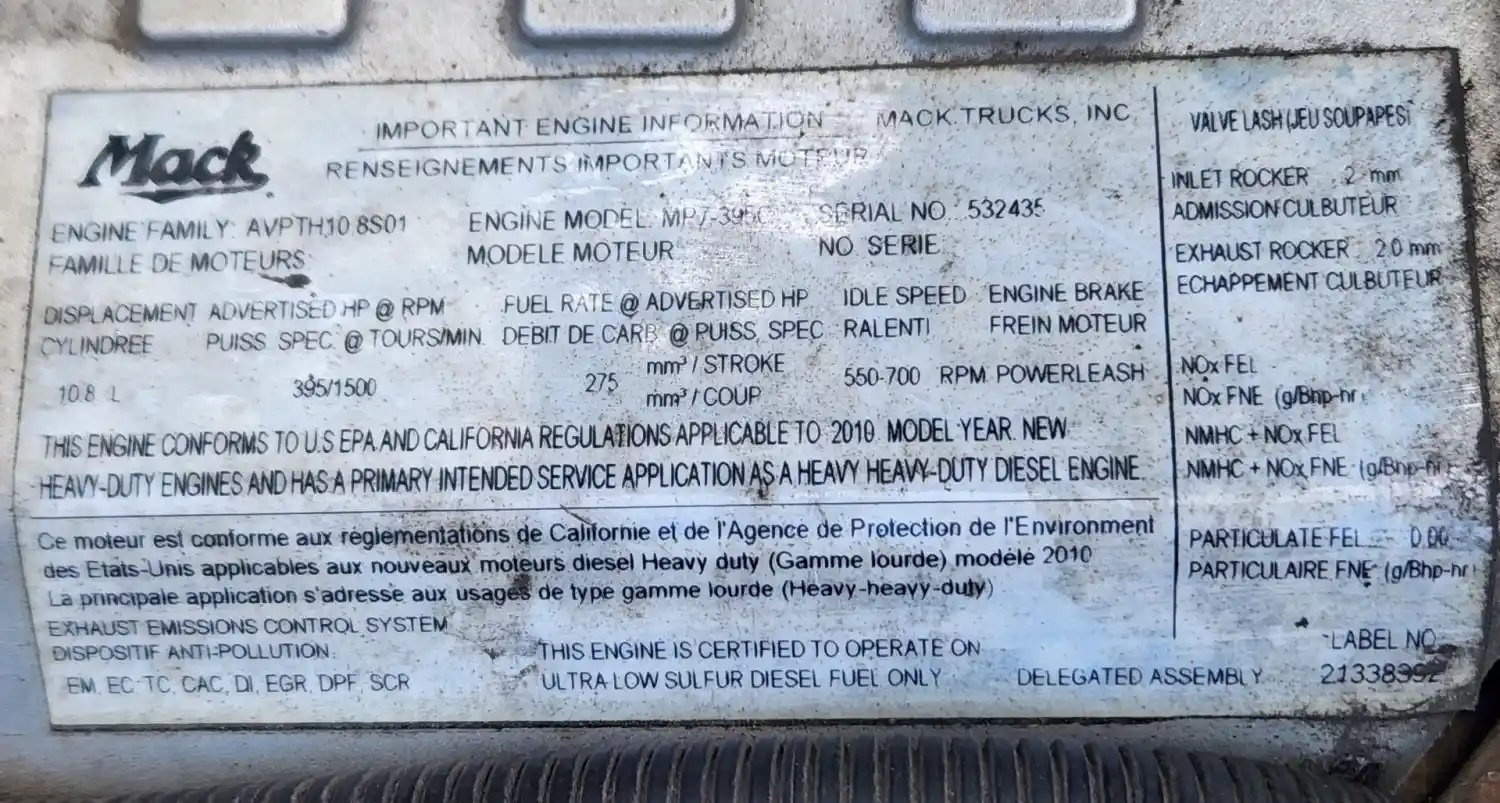 Mack
IMPORTANT ENGINE INFORMATION MACK TRUCKS, INC
RENSEIGNEMENTS IMPORTANTS MOTEUR
ENGINE FAMILY: AVPTH10.8S01 ENGINE MODEL: SERIAL NO. 532435
FAMILLE DE MOTEURS: MODELE MOTEUR NO. SERIE
DISPLACEMENT ADVERTISED HP @ RPM FUEL RATE @ ADVERTISED HP IDLE SPEED ENGINE BRAKE
CYLINDREE PUISS. SPEC. @ TOURS/MIN. DEBIT DE CARB. @ PUISS. SPEC RALENTI FREIN MOTEUR
10.8 L 395/1500 275 mm³ / STROKE 550-700 RPM POWERLEASH
mm³ / COUP
THIS ENGINE CONFORMS TO U.S EPA AND CALIFORNIA REGULATIONS APPLICABLE TO 2010 MODEL YEAR NEW
HEAVY-DUTY ENGINES AND HAS A PRIMARY INTENDED SERVICE APPLICATION AS A HEAVY HEAVY-DUTY DIESEL ENGINE.
Ce moteur est conforme aux réglementations de Californie et de l'Agence de Protection de l'Environment
des Etats-Unis applicables aux nouveaux moteurs diesel Heavy duty (Gamme lourde) modéle 2010
La principale application s'adresse aux usages de type gamme lourde (Heavy-heavy-duty)
EXHAUST EMISSIONS CONTROL SYSTEM
DISPOSITIF ANTI-POLLUTION:
EM, EC, TC, CAC, DI, EGR, DPF, SCR
THIS ENGINE IS CERTIFIED TO OPERATE ON
ULTRA LOW SULFUR DIESEL FUEL ONLY
DELEGATED ASSEMBLY
VALVE LASH (JEU SOUPAPES)
INLET ROCKER .2 mm
ADMISSION CULBUTEUR
EXHAUST ROCKER 2.0 mm
ECHAPPEMENT CULBUTEUR
NOx FEL
NOx FNE (g/Bhp-hr)
NMHC + NOx FEL
NMHC + NOx FNE (g/Bhp-hr)
PARTICULATE FEL
PARTICULAIRE FNE (g/Bhp-hr)
LABEL NO.